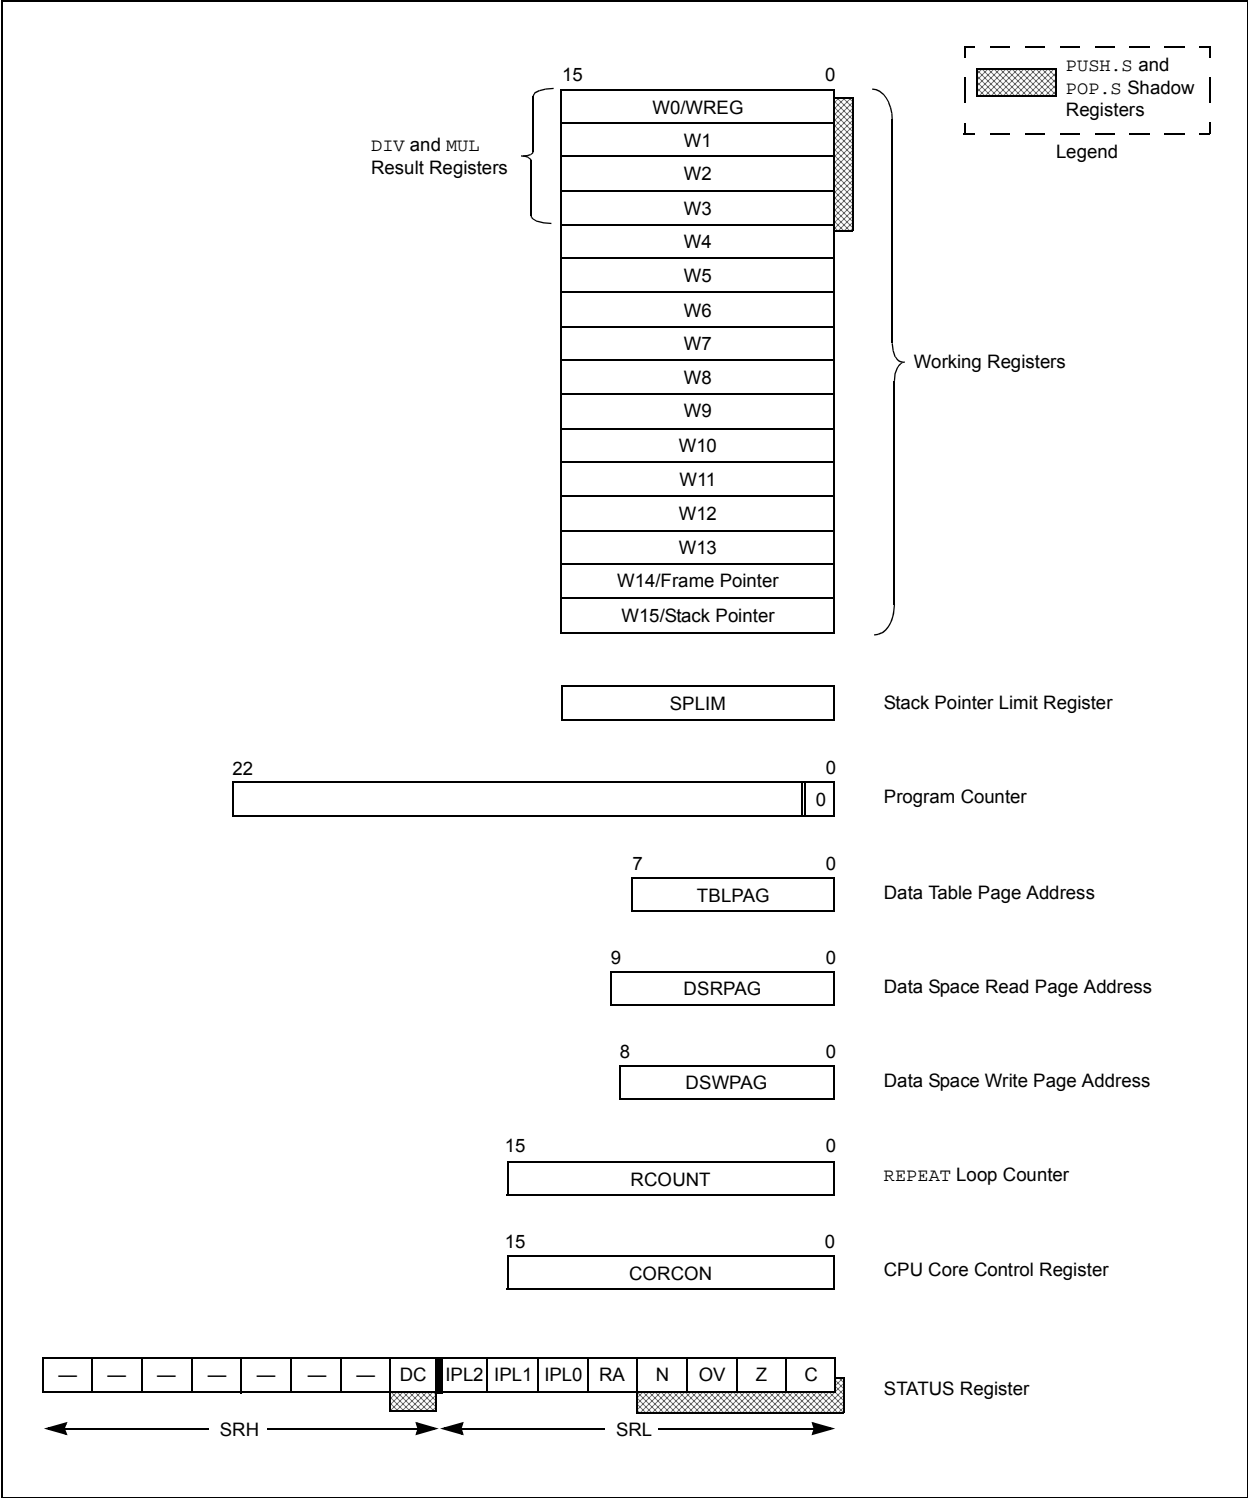 PUSH.S and
POP.S Shadow
Registers
Legend
15 0
DIV and MUL
Result Registers
W0/WREG
W1
W2
W3
W4
W5
W6
W7
W8
W9
W10
W11
W12
W13
W14/Frame Pointer
W15/Stack Pointer
Working Registers
SPLIM
Stack Pointer Limit Register
22 0
0
Program Counter
7 0
TBLPAG
Data Table Page Address
9 0
DSRPAG
Data Space Read Page Address
8 0
DSWPAG
Data Space Write Page Address
15 0
RCOUNT
REPEAT Loop Counter
15 0
CORCON
CPU Core Control Register
— — — — — — — DC IPL2 IPL1 IPL0 RA N OV Z C
STATUS Register
SRH SRL